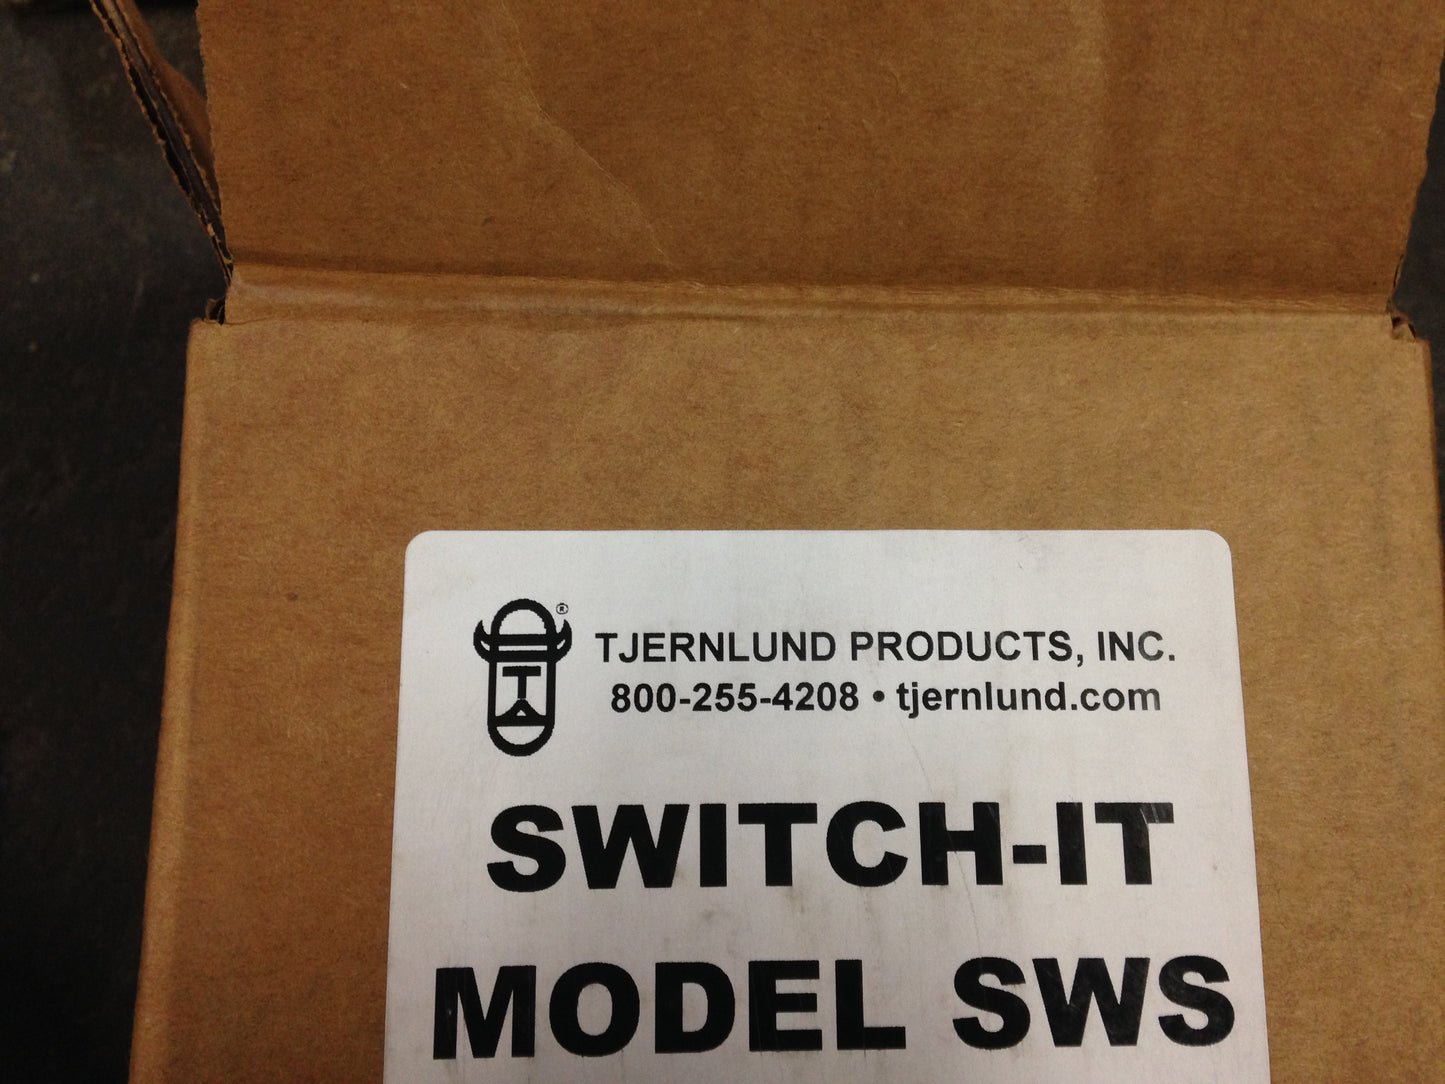 TJERNLUND PRODUCTS, INC.
800-255-4208 • tjernlund.com
SWITCH-IT
MODEL SWS